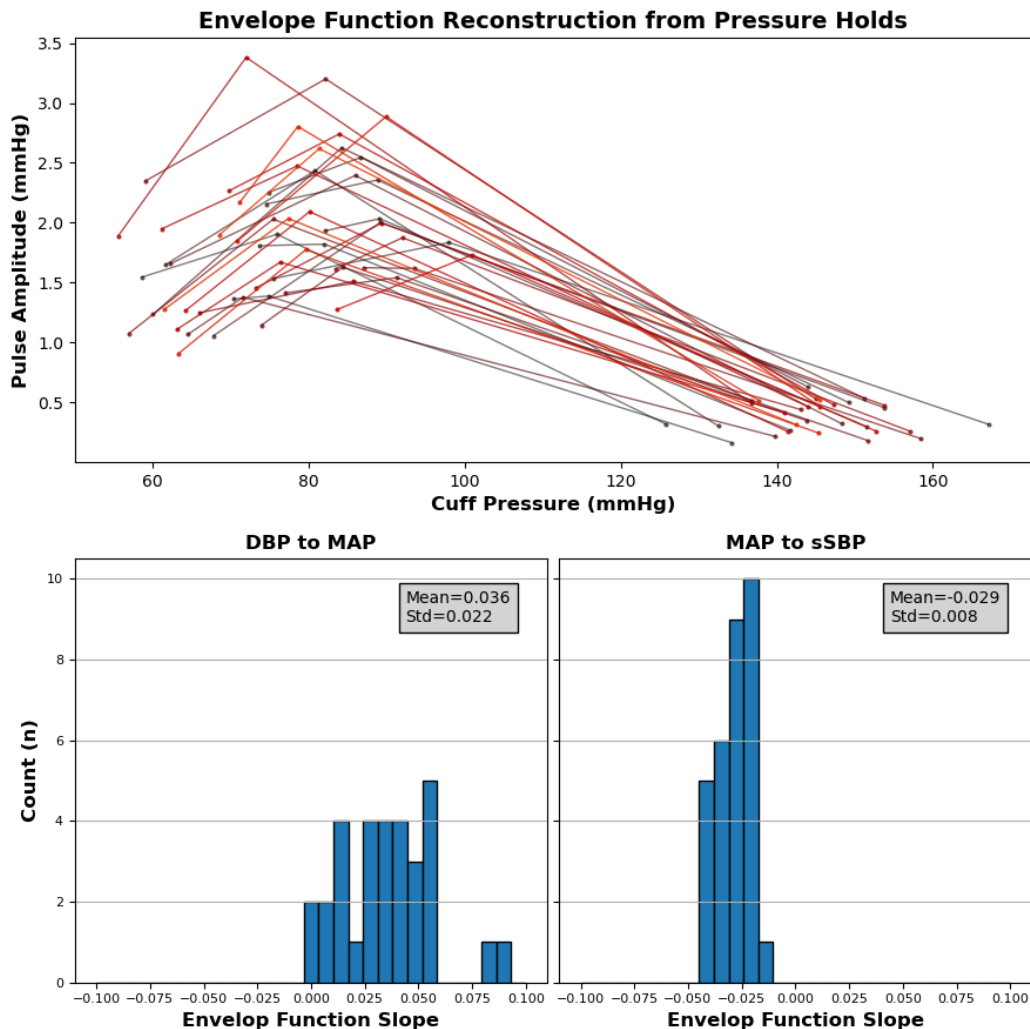 Envelope Function Reconstruction from Pressure Holds
3.5
3.0
2.5
2.0
1.5
1.0
0.5
Pulse Amplitude (mmHg)
60 80 100 120 140 160
Cuff Pressure (mmHg)
DBP to MAP
Mean=0.036
Std=0.022
10
8
6
4
2
0
Count (n)
-0.100 -0.075 -0.050 -0.025 0.000 0.025 0.050 0.075 0.100
Envelop Function Slope
MAP to sSBP
Mean=-0.029
Std=0.008
-0.100 -0.075 -0.050 -0.025 0.000 0.025 0.050 0.075 0.100
Envelop Function Slope